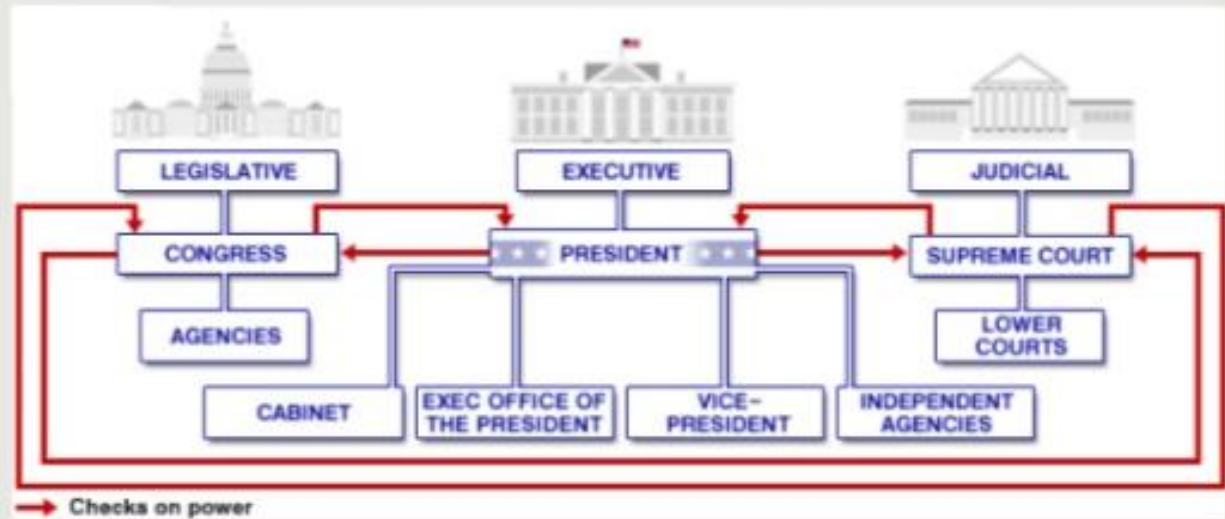 LEGISLATIVE
EXECUTIVE
JUDICIAL
CONGRESS
PRESIDENT
SUPREME COURT
AGENCIES
LOWER
COURTS
CABINET
EXEC OFFICE OF
THE PRESIDENT
VICE-
PRESIDENT
INDEPENDENT
AGENCIES
Checks on power